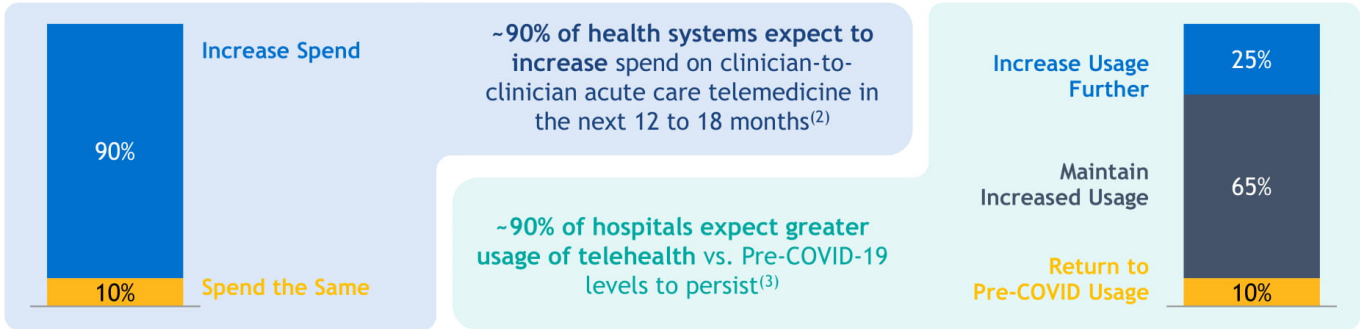 Increase Spend
90%
10%
Spend the Same
~90% of health systems expect to
increase spend on clinician-to-
clinician acute care telemedicine in
the next 12 to 18 months(2)
~90% of hospitals expect greater
usage of telehealth vs. Pre-COVID-19
levels to persist(3)
Increase Usage
Further
25%
Maintain
Increased Usage
65%
Return to
Pre-COVID Usage
10%